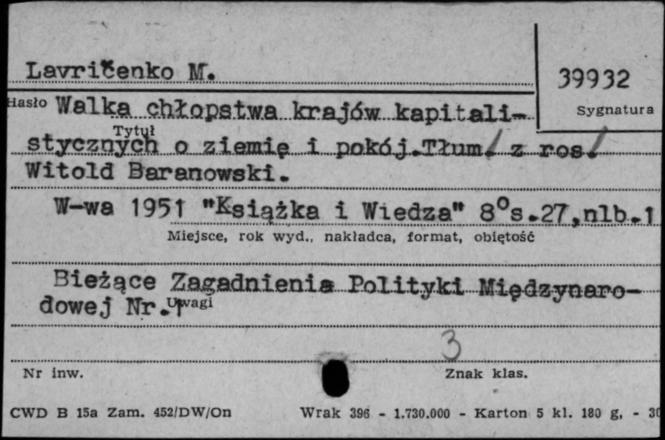 Lavričenko M.
39932
Hasło Walka chłopstwa krajów kapitali-
Sygnatura
Tytuł
stycznych o ziemię i pokój.Tłum/ z ros/
Witold Baranowski.
W-wa 1951 "Książka i Wiedza" 8°s.27,nlb.1
Miejsce, rok wyd., nakładca, format, objętość
Bieżące Zagadnienia Polityki Międzynaro-
dowej Nr.1
Uwagi
3
Nr inw.
Znak klas.
CWD B 15a Zam. 452/DW/On Wrak 396 - 1.730.000 - Karton 5 kl. 180 g, - 30